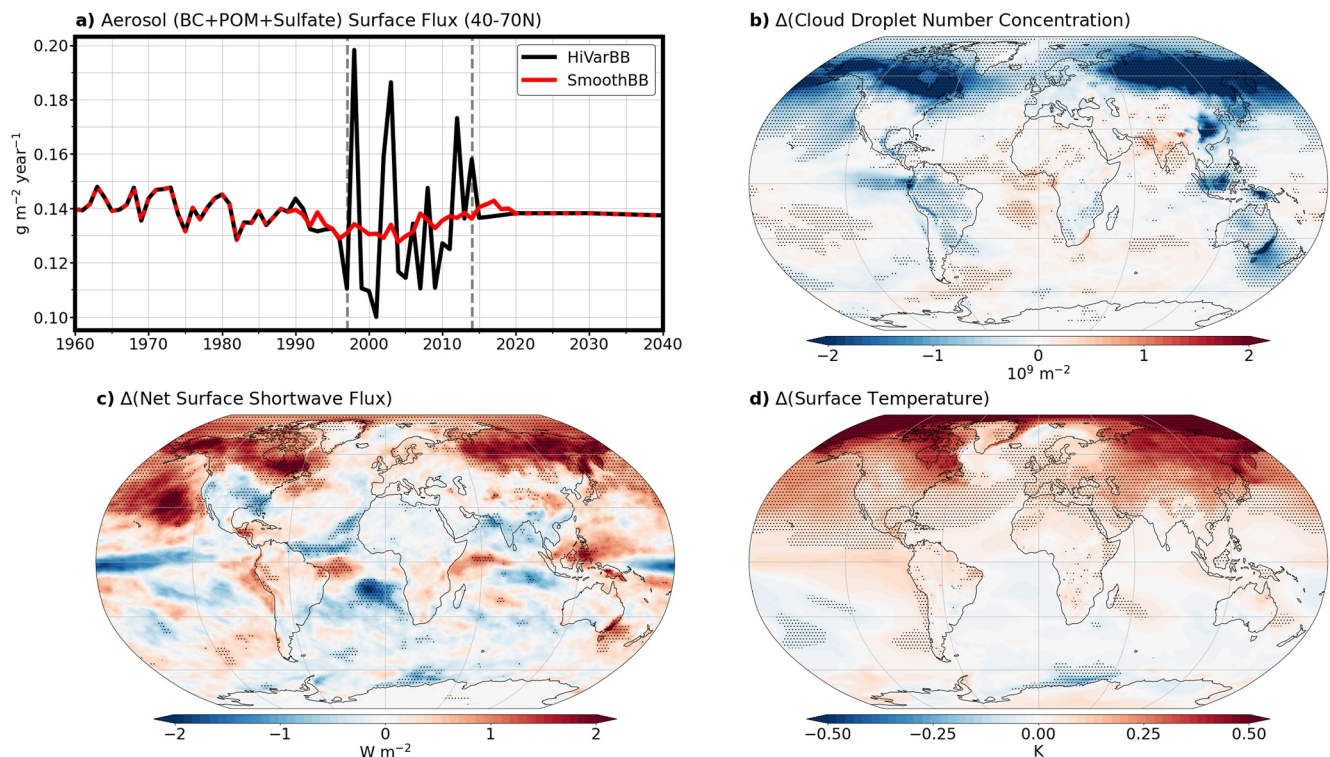 a) Aerosol (BC+POM+Sulfate) Surface Flux (40-70N)
g m⁻² year⁻¹
0.20
0.18
0.16
0.14
0.12
0.10
HiVarBB
SmoothBB
1960 1970 1980 1990 2000 2010 2020 2030 2040
b) Δ(Cloud Droplet Number Concentration)
−2 −1 0 1 2
10⁹ m⁻²
c) Δ(Net Surface Shortwave Flux)
−2 −1 0 1 2
W m⁻²
d) Δ(Surface Temperature)
−0.50 −0.25 0.00 0.25 0.50
K